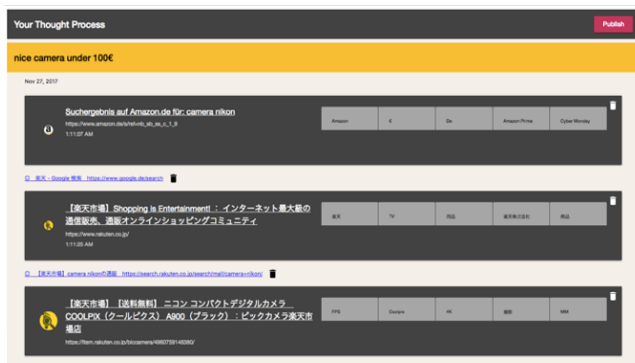 Your Thought Process
Publish
nice camera under 100€
Nov 27, 2017
Suchergebnis auf Amazon.de für: camera nikon
1:11:07 AM
Amazon
€
De
Amazon Prime
Cyber Monday
楽天 - Google 検索 https://www.google.de/search
【楽天市場】Shopping is Entertainment! : インターネット最大級の
通信販売、通販オンラインショッピングコミュニティ
https://www.rakuten.co.jp/
1:11:25 AM
楽天
TV
用品
楽天株式会社
商品
【楽天市場】camera nikonの通販 https://search.rakuten.co.jp/search/mall/camera+nikon/
【楽天市場】【送料無料】 ニコン コンパクトデジタルカメラ
COOLPIX（クールピクス） A900（ブラック）：ビックカメラ楽天市
場店
FPS
Coolpix
4K
撮影
MM